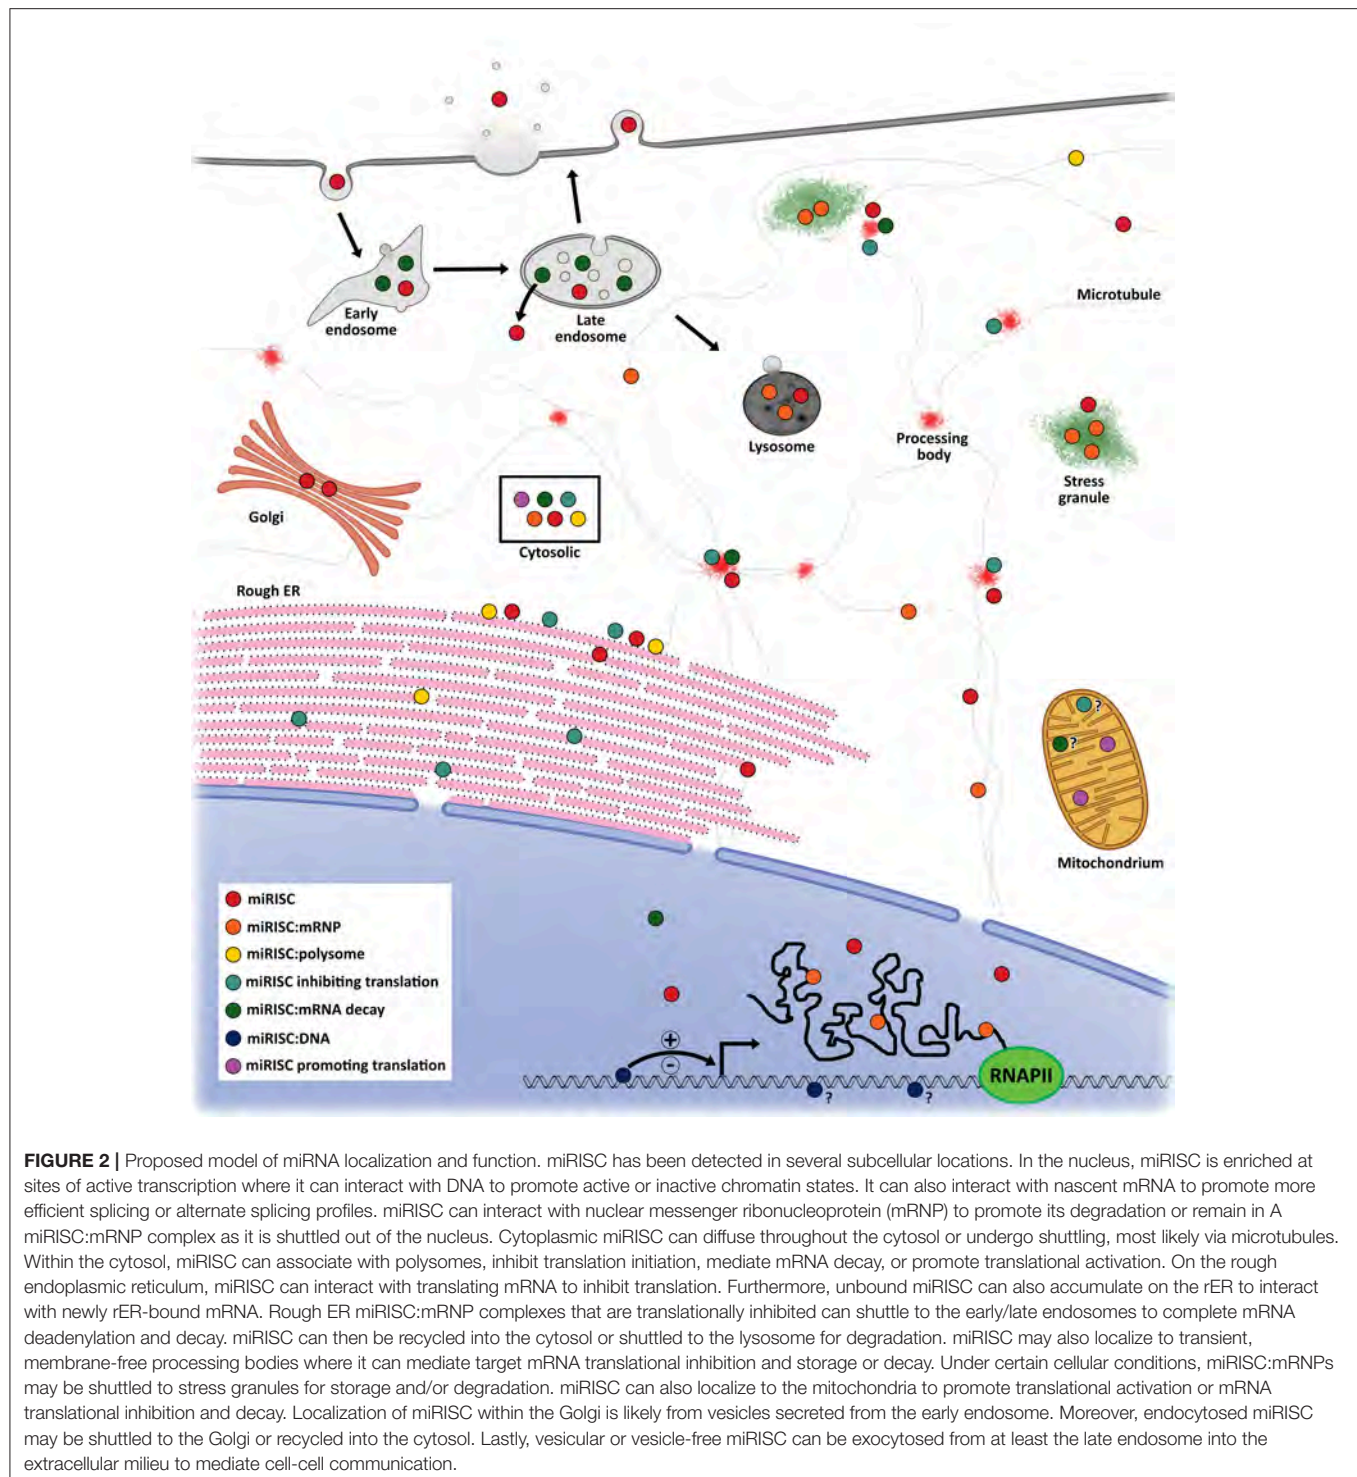 Microtubule
Early
endosome
Late
endosome
Lysosome
Processing
body
Stress
granule
Golgi
Cytosolic
Rough ER
?
?
Mitochondrium
miRISC
miRISC:mRNP
miRISC:polysome
miRISC inhibiting translation
miRISC:mRNA decay
miRISC:DNA
miRISC promoting translation
+
−
RNAPII
?
?
FIGURE 2 | Proposed model of miRNA localization and function. miRISC has been detected in several subcellular locations. In the nucleus, miRISC is enriched at
sites of active transcription where it can interact with DNA to promote active or inactive chromatin states. It can also interact with nascent mRNA to promote more
efficient splicing or alternate splicing profiles. miRISC can interact with nuclear messenger ribonucleoprotein (mRNP) to promote its degradation or remain in A
miRISC:mRNP complex as it is shuttled out of the nucleus. Cytoplasmic miRISC can diffuse throughout the cytosol or undergo shuttling, most likely via microtubules.
Within the cytosol, miRISC can associate with polysomes, inhibit translation initiation, mediate mRNA decay, or promote translational activation. On the rough
endoplasmic reticulum, miRISC can interact with translating mRNA to inhibit translation. Furthermore, unbound miRISC can also accumulate on the rER to interact
with newly rER-bound mRNA. Rough ER miRISC:mRNP complexes that are translationally inhibited can shuttle to the early/late endosomes to complete mRNA
deadenylation and decay. miRISC can then be recycled into the cytosol or shuttled to the lysosome for degradation. miRISC may also localize to transient,
membrane-free processing bodies where it can mediate target mRNA translational inhibition and storage or decay. Under certain cellular conditions, miRISC:mRNPs
may be shuttled to stress granules for storage and/or degradation. miRISC can also localize to the mitochondria to promote translational activation or mRNA
translational inhibition and decay. Localization of miRISC within the Golgi is likely from vesicles secreted from the early endosome. Moreover, endocytosed miRISC
may be shuttled to the Golgi or recycled into the cytosol. Lastly, vesicular or vesicle-free miRISC can be exocytosed from at least the late endosome into the
extracellular milieu to mediate cell-cell communication.